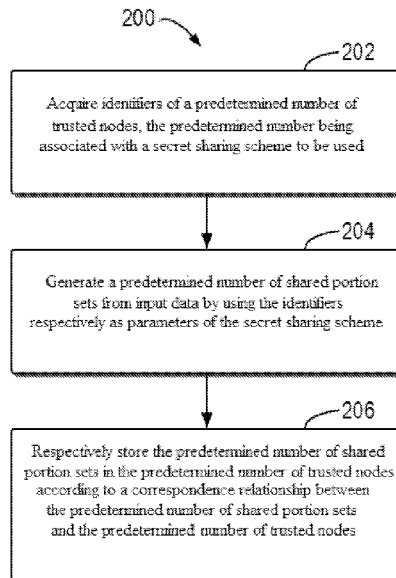 200
202
Acquire identifiers of a predetermined number of
trusted nodes, the predetermined number being
associated with a secret sharing scheme to be used
204
Generate a predetermined number of shared portion
sets from input data by using the identifiers
respectively as parameters of the secret sharing scheme
206
Respectively store the predetermined number of shared
portion sets in the predetermined number of trusted nodes
according to a correspondence relationship between
the predetermined number of shared portion sets
and the predetermined number of trusted nodes